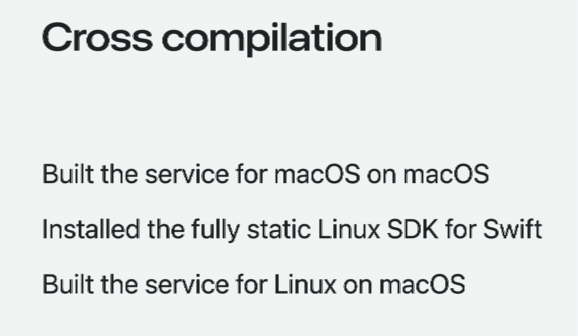 Cross compilation
Built the service for macOS on macOS
Installed the fully static Linux SDK for Swift
Built the service for Linux on macOS